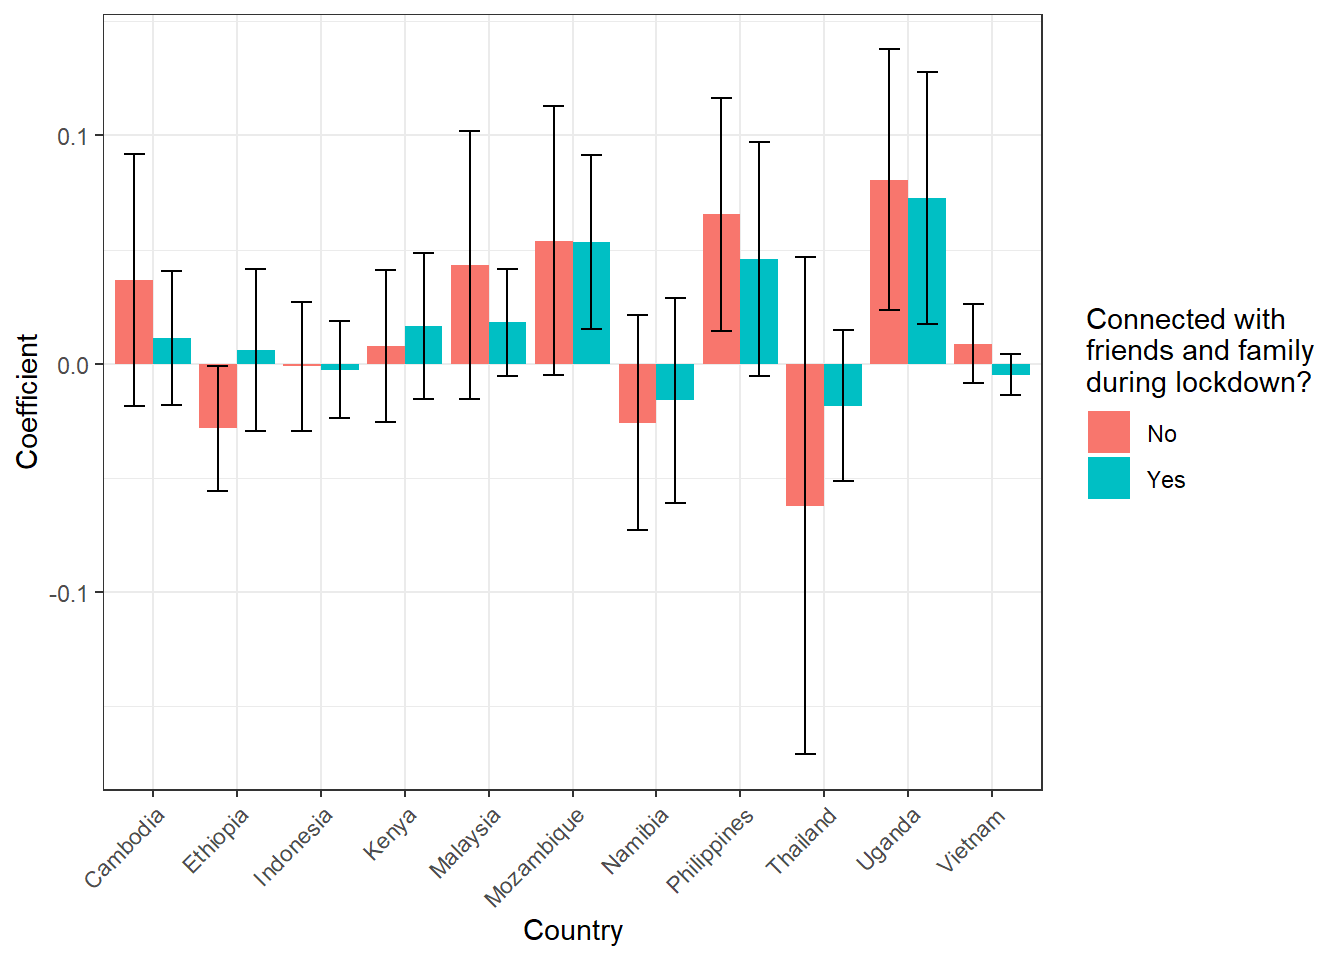 0.1
0.0
-0.1
Coefficient
Cambodia
Ethiopia
Indonesia
Kenya
Malaysia
Mozambique
Namibia
Philippines
Thailand
Uganda
Vietnam
Country
Connected with
friends and family
during lockdown?
No
Yes